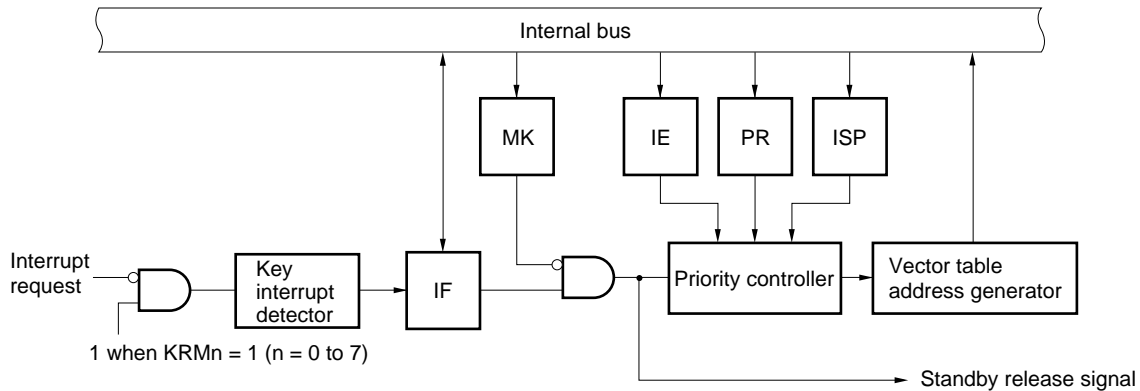 Internal bus
MK
IE
PR
ISP
Interrupt
request
Key
interrupt
detector
IF
Priority controller
Vector table
address generator
1 when KRMn = 1 (n = 0 to 7)
Standby release signal